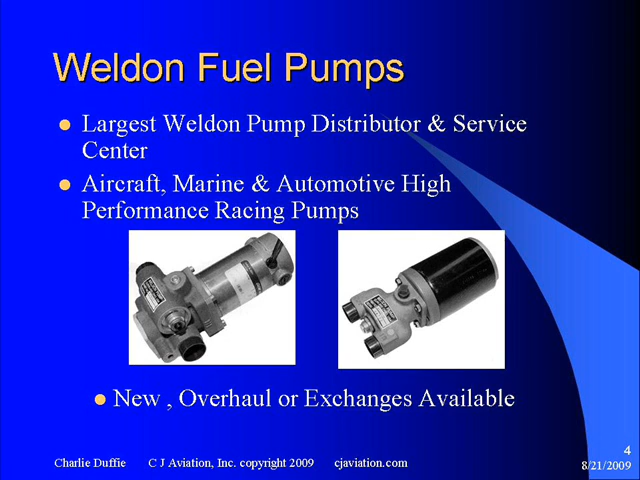 Weldon Fuel Pumps
Largest Weldon Pump Distributor & Service
Center
Aircraft, Marine & Automotive High
Performance Racing Pumps
New , Overhaul or Exchanges Available
4
Charlie Duffie C J Aviation, Inc. copyright 2009 cjaviation.com 8/21/2009